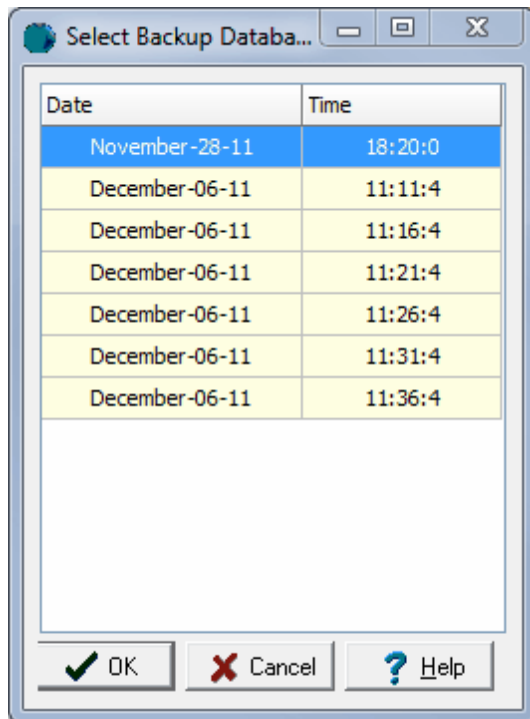 Select Backup Databa...
Date Time
November-28-11 18:20:0
December-06-11 11:11:4
December-06-11 11:16:4
December-06-11 11:21:4
December-06-11 11:26:4
December-06-11 11:31:4
December-06-11 11:36:4
OK Cancel Help